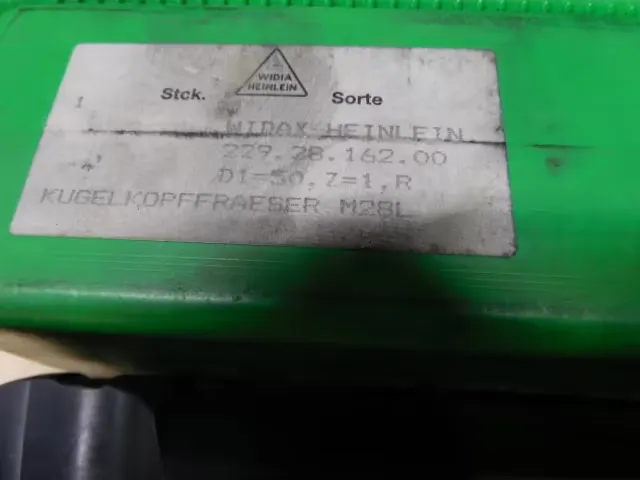 WIDIA
HEINLEIN
1 Stck. Sorte
WIDAX-HEINLEIN
229.28.162.00
D1=50,Z=1,R
KUGELKOPFFRAESER M28L